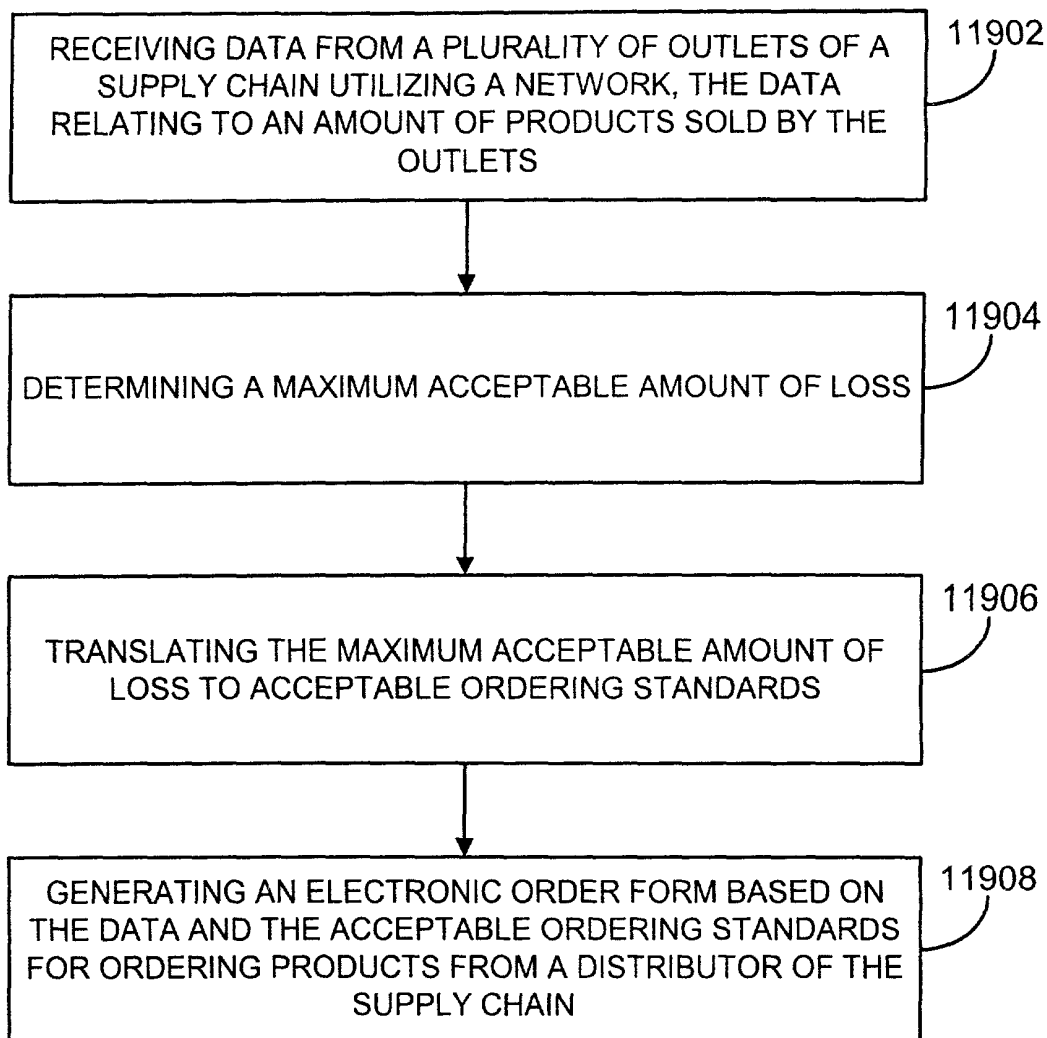 RECEIVING DATA FROM A PLURALITY OF OUTLETS OF A
SUPPLY CHAIN UTILIZING A NETWORK, THE DATA
RELATING TO AN AMOUNT OF PRODUCTS SOLD BY THE
OUTLETS
11902
DETERMINING A MAXIMUM ACCEPTABLE AMOUNT OF LOSS
11904
TRANSLATING THE MAXIMUM ACCEPTABLE AMOUNT OF
LOSS TO ACCEPTABLE ORDERING STANDARDS
11906
GENERATING AN ELECTRONIC ORDER FORM BASED ON
THE DATA AND THE ACCEPTABLE ORDERING STANDARDS
FOR ORDERING PRODUCTS FROM A DISTRIBUTOR OF THE
SUPPLY CHAIN
11908